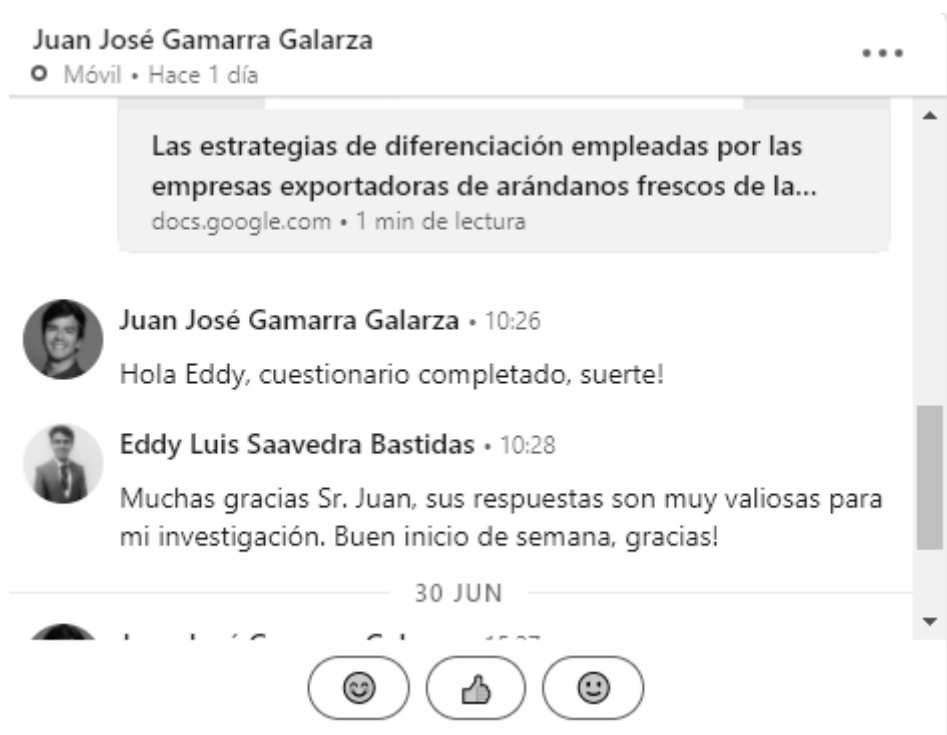 Juan José Gamarra Galarza
Móvil • Hace 1 día
Las estrategias de diferenciación empleadas por las
empresas exportadoras de arándanos frescos de la...
docs.google.com • 1 min de lectura
Juan José Gamarra Galarza • 10:26
Hola Eddy, cuestionario completado, suerte!
Eddy Luis Saavedra Bastidas • 10:28
Muchas gracias Sr. Juan, sus respuestas son muy valiosas para
mi investigación. Buen inicio de semana, gracias!
30 JUN